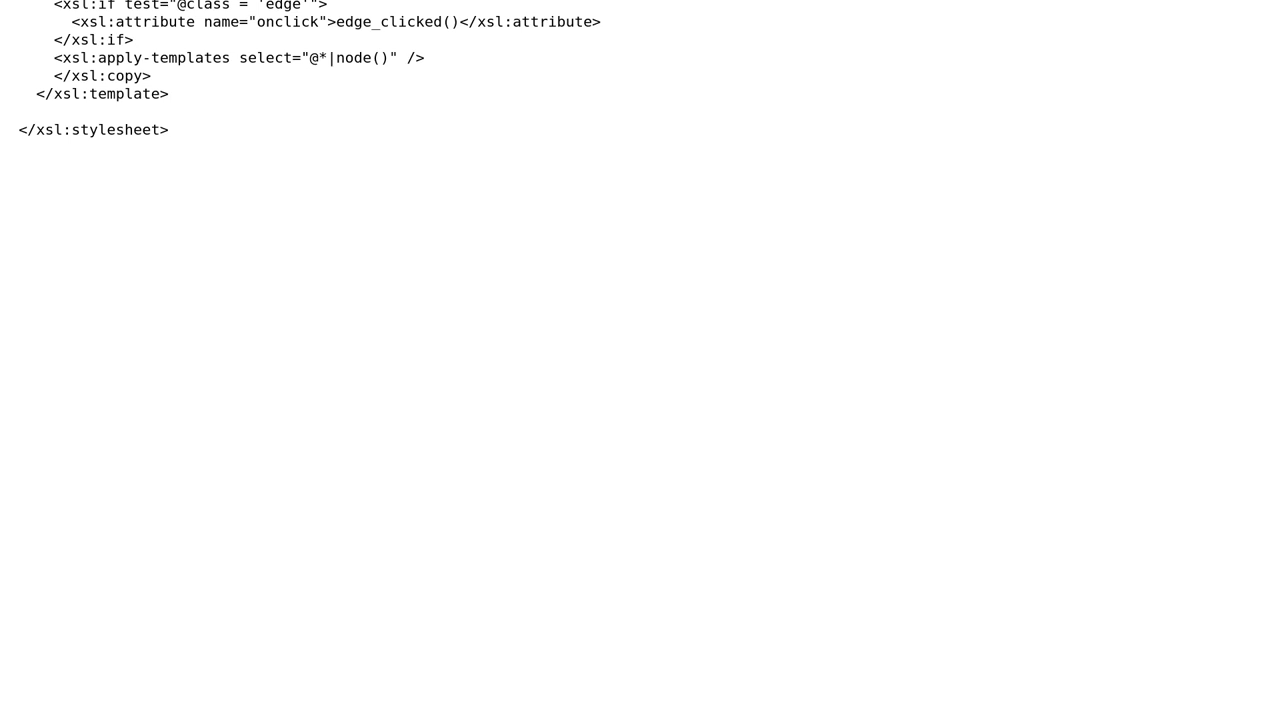 <xsl:if test="@class = 'edge'">
<xsl:attribute name="onclick">edge_clicked()</xsl:attribute>
</xsl:if>
<xsl:apply-templates select="@*|node()" />
</xsl:copy>
</xsl:template>
</xsl:stylesheet>